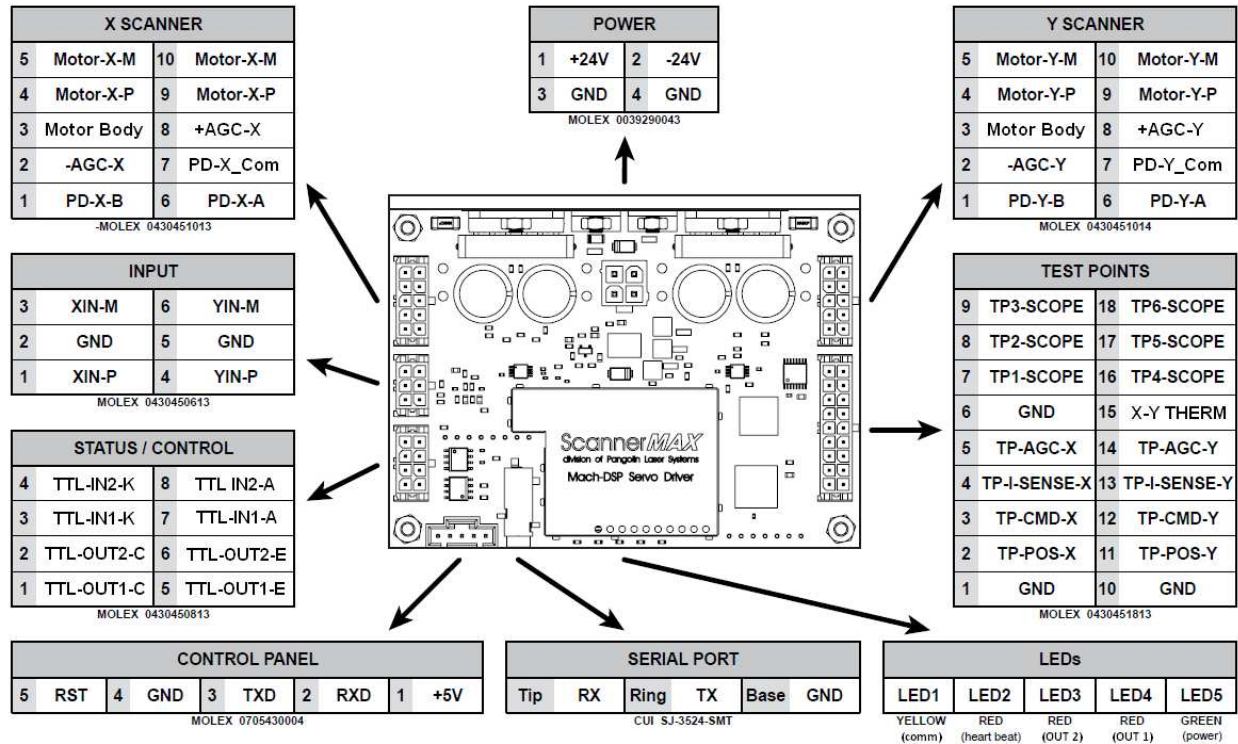 X SCANNER
5 Motor-X-M 10 Motor-X-M
4 Motor-X-P 9 Motor-X-P
3 Motor Body 8 +AGC-X
2 -AGC-X 7 PD-X_Com
1 PD-X-B 6 PD-X-A
-MOLEX 0430451013
POWER
1 +24V 2 -24V
3 GND 4 GND
MOLEX 0039290043
Y SCANNER
5 Motor-Y-M 10 Motor-Y-M
4 Motor-Y-P 9 Motor-Y-P
3 Motor Body 8 +AGC-Y
2 -AGC-Y 7 PD-Y_Com
1 PD-Y-B 6 PD-Y-A
MOLEX 0430451014
INPUT
3 XIN-M 6 YIN-M
2 GND 5 GND
1 XIN-P 4 YIN-P
MOLEX 0430450613
STATUS / CONTROL
4 TTL-IN2-K 8 TTL IN2-A
3 TTL-IN1-K 7 TTL-IN1-A
2 TTL-OUT2-C 6 TTL-OUT2-E
1 TTL-OUT1-C 5 TTL-OUT1-E
MOLEX 0430450813
ScannerMAX
division of Pangolin Laser Systems
Mach-DSP Servo Driver
TEST POINTS
9 TP3-SCOPE 18 TP6-SCOPE
8 TP2-SCOPE 17 TP5-SCOPE
7 TP1-SCOPE 16 TP4-SCOPE
6 GND 15 X-Y THERM
5 TP-AGC-X 14 TP-AGC-Y
4 TP-I-SENSE-X 13 TP-I-SENSE-Y
3 TP-CMD-X 12 TP-CMD-Y
2 TP-POS-X 11 TP-POS-Y
1 GND 10 GND
MOLEX 0430451813
CONTROL PANEL
5 RST 4 GND 3 TXD 2 RXD 1 +5V
MOLEX 0705430004
SERIAL PORT
Tip RX Ring TX Base GND
CUI SJ-3524-SMT
LEDs
LED1 LED2 LED3 LED4 LED5
YELLOW RED RED RED GREEN
(comm) (heart beat) (OUT 2) (OUT 1) (power)